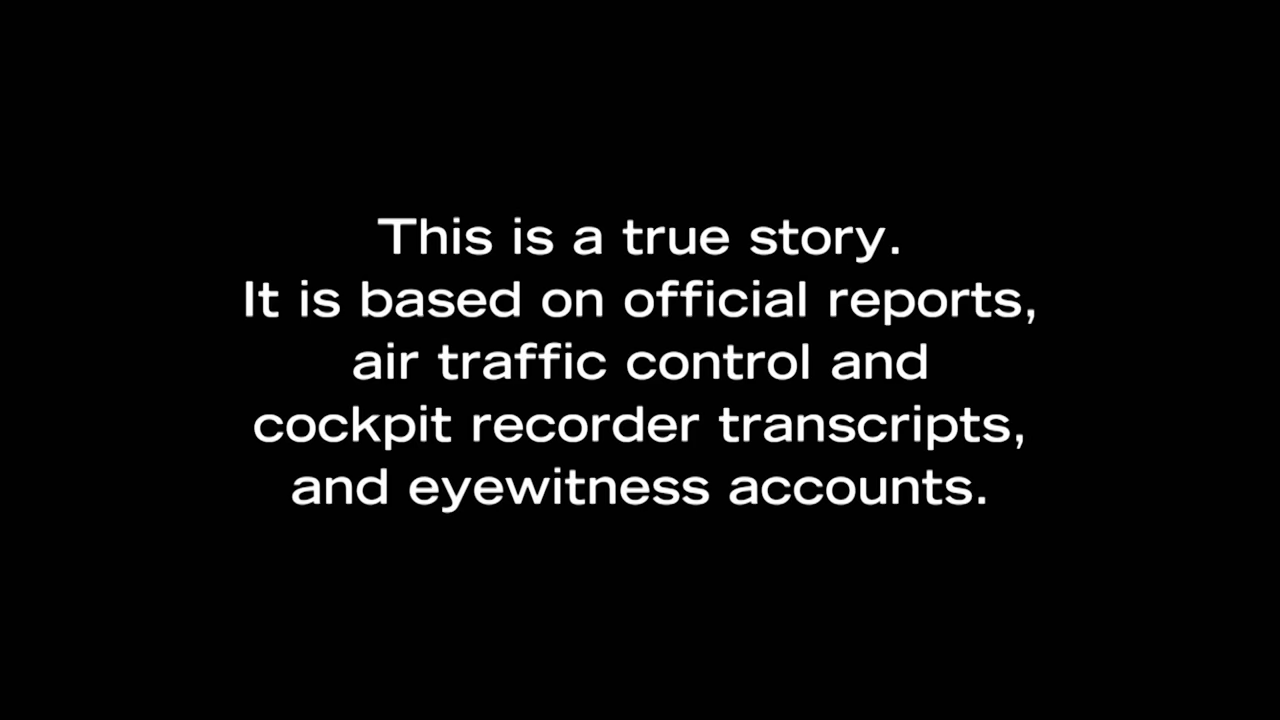 This is a true story.
It is based on official reports,
air traffic control and
cockpit recorder transcripts,
and eyewitness accounts.